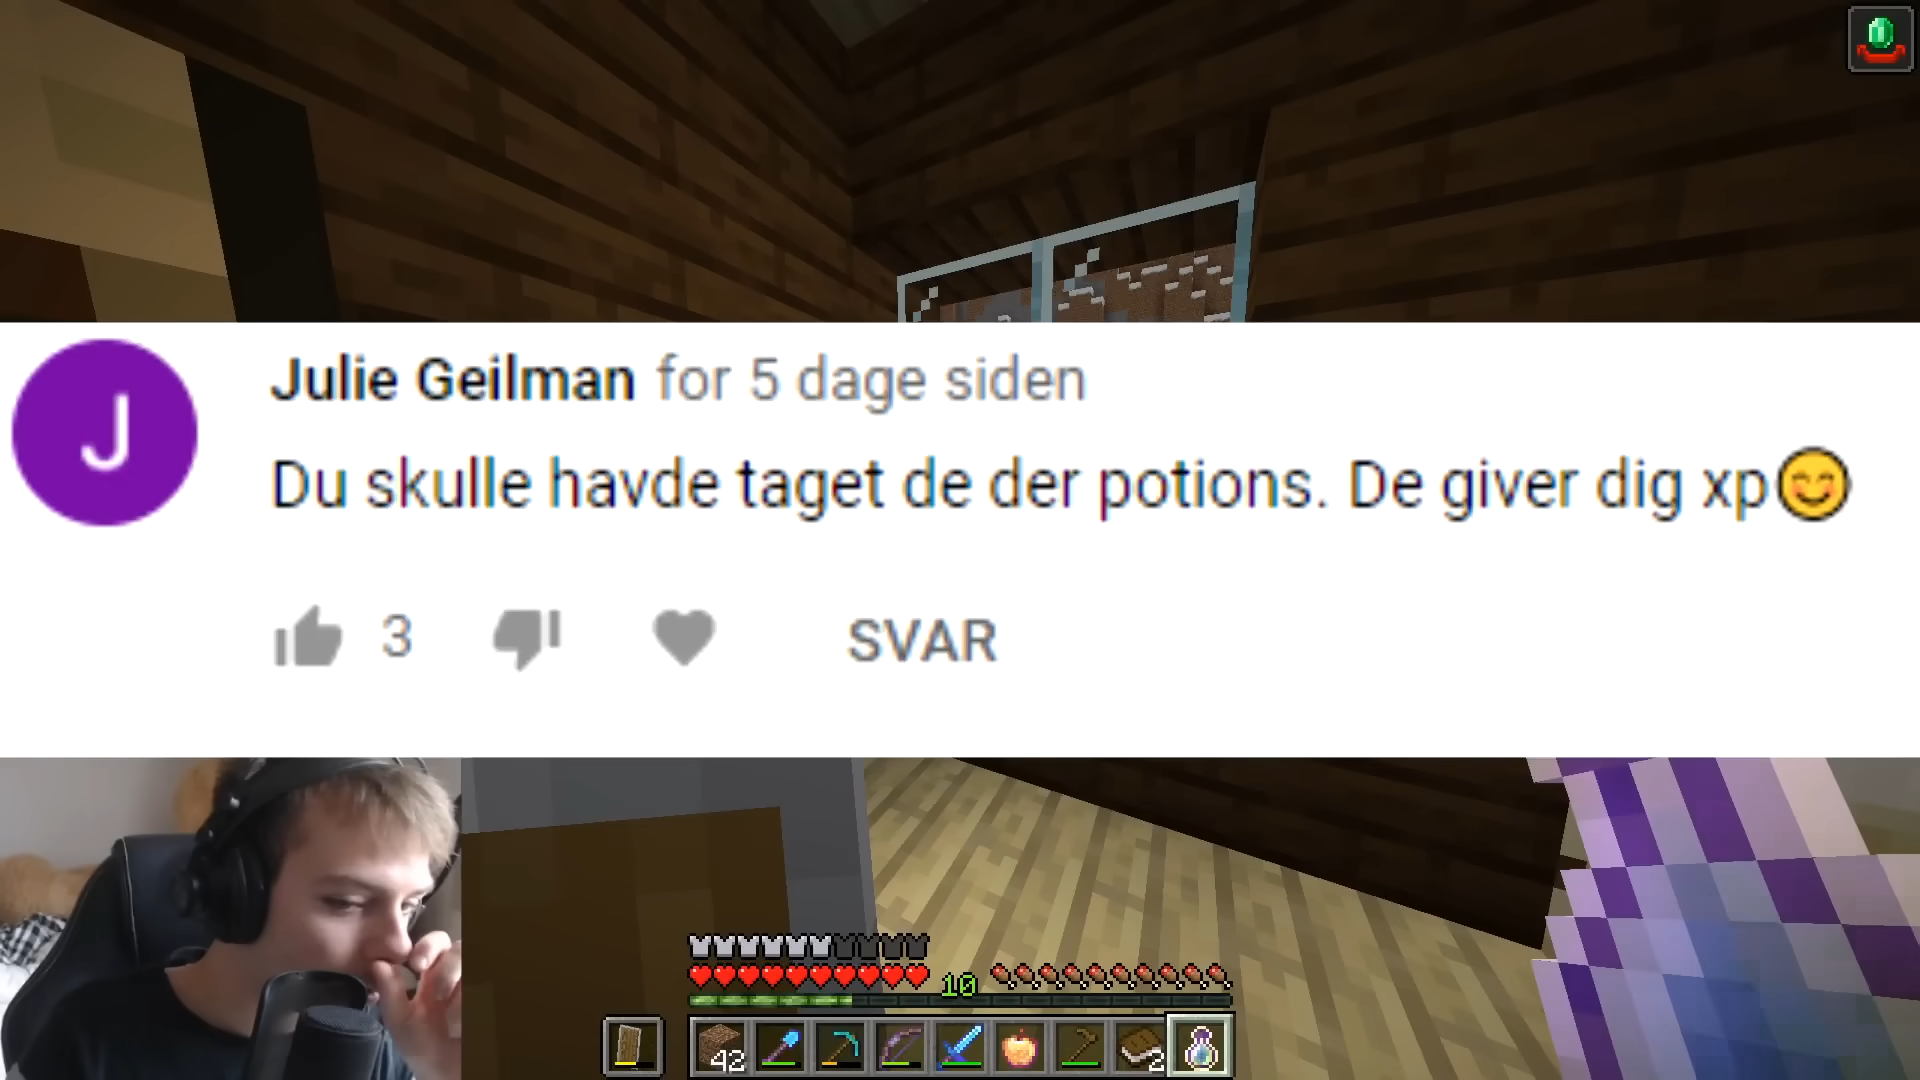 Julie Geilman for 5 dage siden
J
Du skulle havde taget de der potions. De giver dig xp😊
3 SVAR
10
42 2